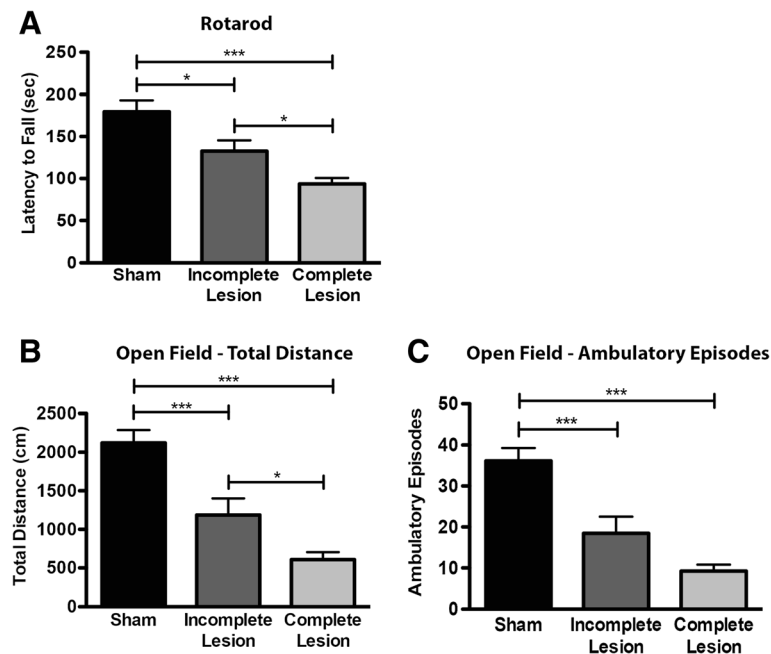 A
Rotarod
Latency to Fall (sec)
250
200
150
100
50
0
***
*
*
Sham
Incomplete
Lesion
Complete
Lesion
B
Open Field - Total Distance
Total Distance (cm)
2500
2000
1500
1000
500
0
***
***
*
Sham
Incomplete
Lesion
Complete
Lesion
C
Open Field - Ambulatory Episodes
Ambulatory Episodes
50
40
30
20
10
0
***
***
Sham
Incomplete
Lesion
Complete
Lesion